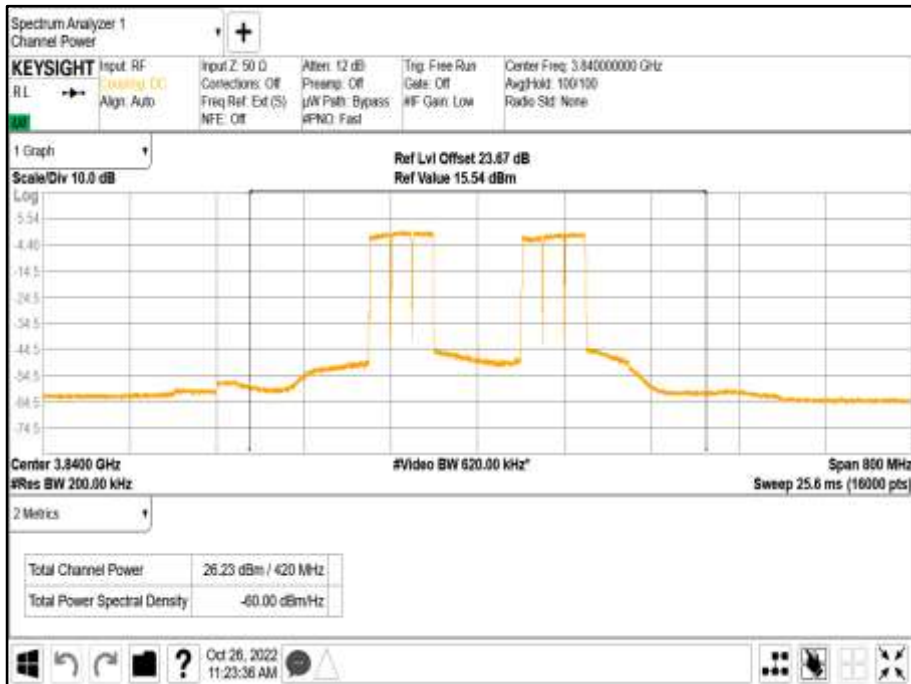 Spectrum Analyzer 1
Channel Power
+
KEYSIGHT
RL
Input: RF
Coupling: DC
Align: Auto
Input Z: 50 Ω
Corrections: Off
Freq Ref: Ext (S)
NFE: Off
Atten: 12 dB
Preamp: Off
µW Path: Bypass
#PNO: Fast
Trig: Free Run
Gate: Off
#IF Gain: Low
Center Freq: 3.840000000 GHz
Avg|Hold: 100/100
Radio Std: None
1 Graph
Scale/Div 10.0 dB
Ref Lvl Offset 23.67 dB
Ref Value 15.54 dBm
Log
5.54
-4.46
-14.5
-24.5
-34.5
-44.5
-54.5
-64.5
-74.5
Center 3.8400 GHz
#Video BW 620.00 kHz*
Span 800 MHz
#Res BW 200.00 kHz
Sweep 25.6 ms (16000 pts)
2 Metrics
Total Channel Power 26.23 dBm / 420 MHz
Total Power Spectral Density -60.00 dBm/Hz
?
Oct 26, 2022
11:23:36 AM